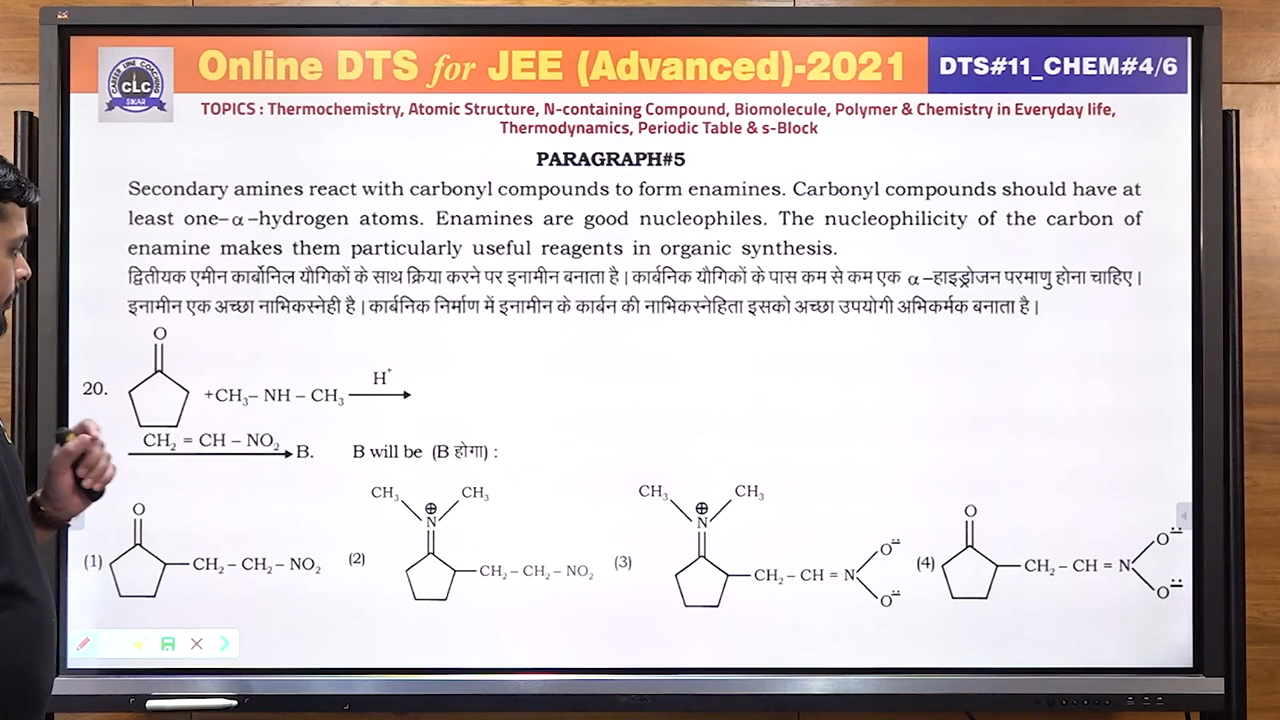 CAREER LINE COACHING
CLC
SIKAR
Online DTS for JEE (Advanced)-2021
DTS#11_CHEM#4/6
TOPICS : Thermochemistry, Atomic Structure, N-containing Compound, Biomolecule, Polymer & Chemistry in Everyday life,
Thermodynamics, Periodic Table & s-Block
PARAGRAPH#5
Secondary amines react with carbonyl compounds to form enamines. Carbonyl compounds should have at
least one–α–hydrogen atoms. Enamines are good nucleophiles. The nucleophilicity of the carbon of
enamine makes them particularly useful reagents in organic synthesis.
द्वितीयक एमीन कार्बोनिल यौगिकों के साथ क्रिया करने पर इनामीन बनाता है। कार्बनिक यौगिकों के पास कम से कम एक α–हाइड्रोजन परमाणु होना चाहिए।
इनामीन एक अच्छा नाभिकस्नेही है। कार्बनिक निर्माण में इनामीन के कार्बन की नाभिकस्नेहिता इसको अच्छा उपयोगी अभिकर्मक बनाता है।
O
20. +CH₃– NH – CH₃ H⁺
CH₂ = CH – NO₂ B. B will be (B होगा) :
(1) O CH₂ – CH₂ – NO₂
(2) CH₃ CH₃ ⊕ N CH₂ – CH₂ – NO₂
(3) CH₃ CH₃ ⊕ N CH₂ – CH = N O⁻ O⁻
(4) O CH₂ – CH = N O⁻ O⁻